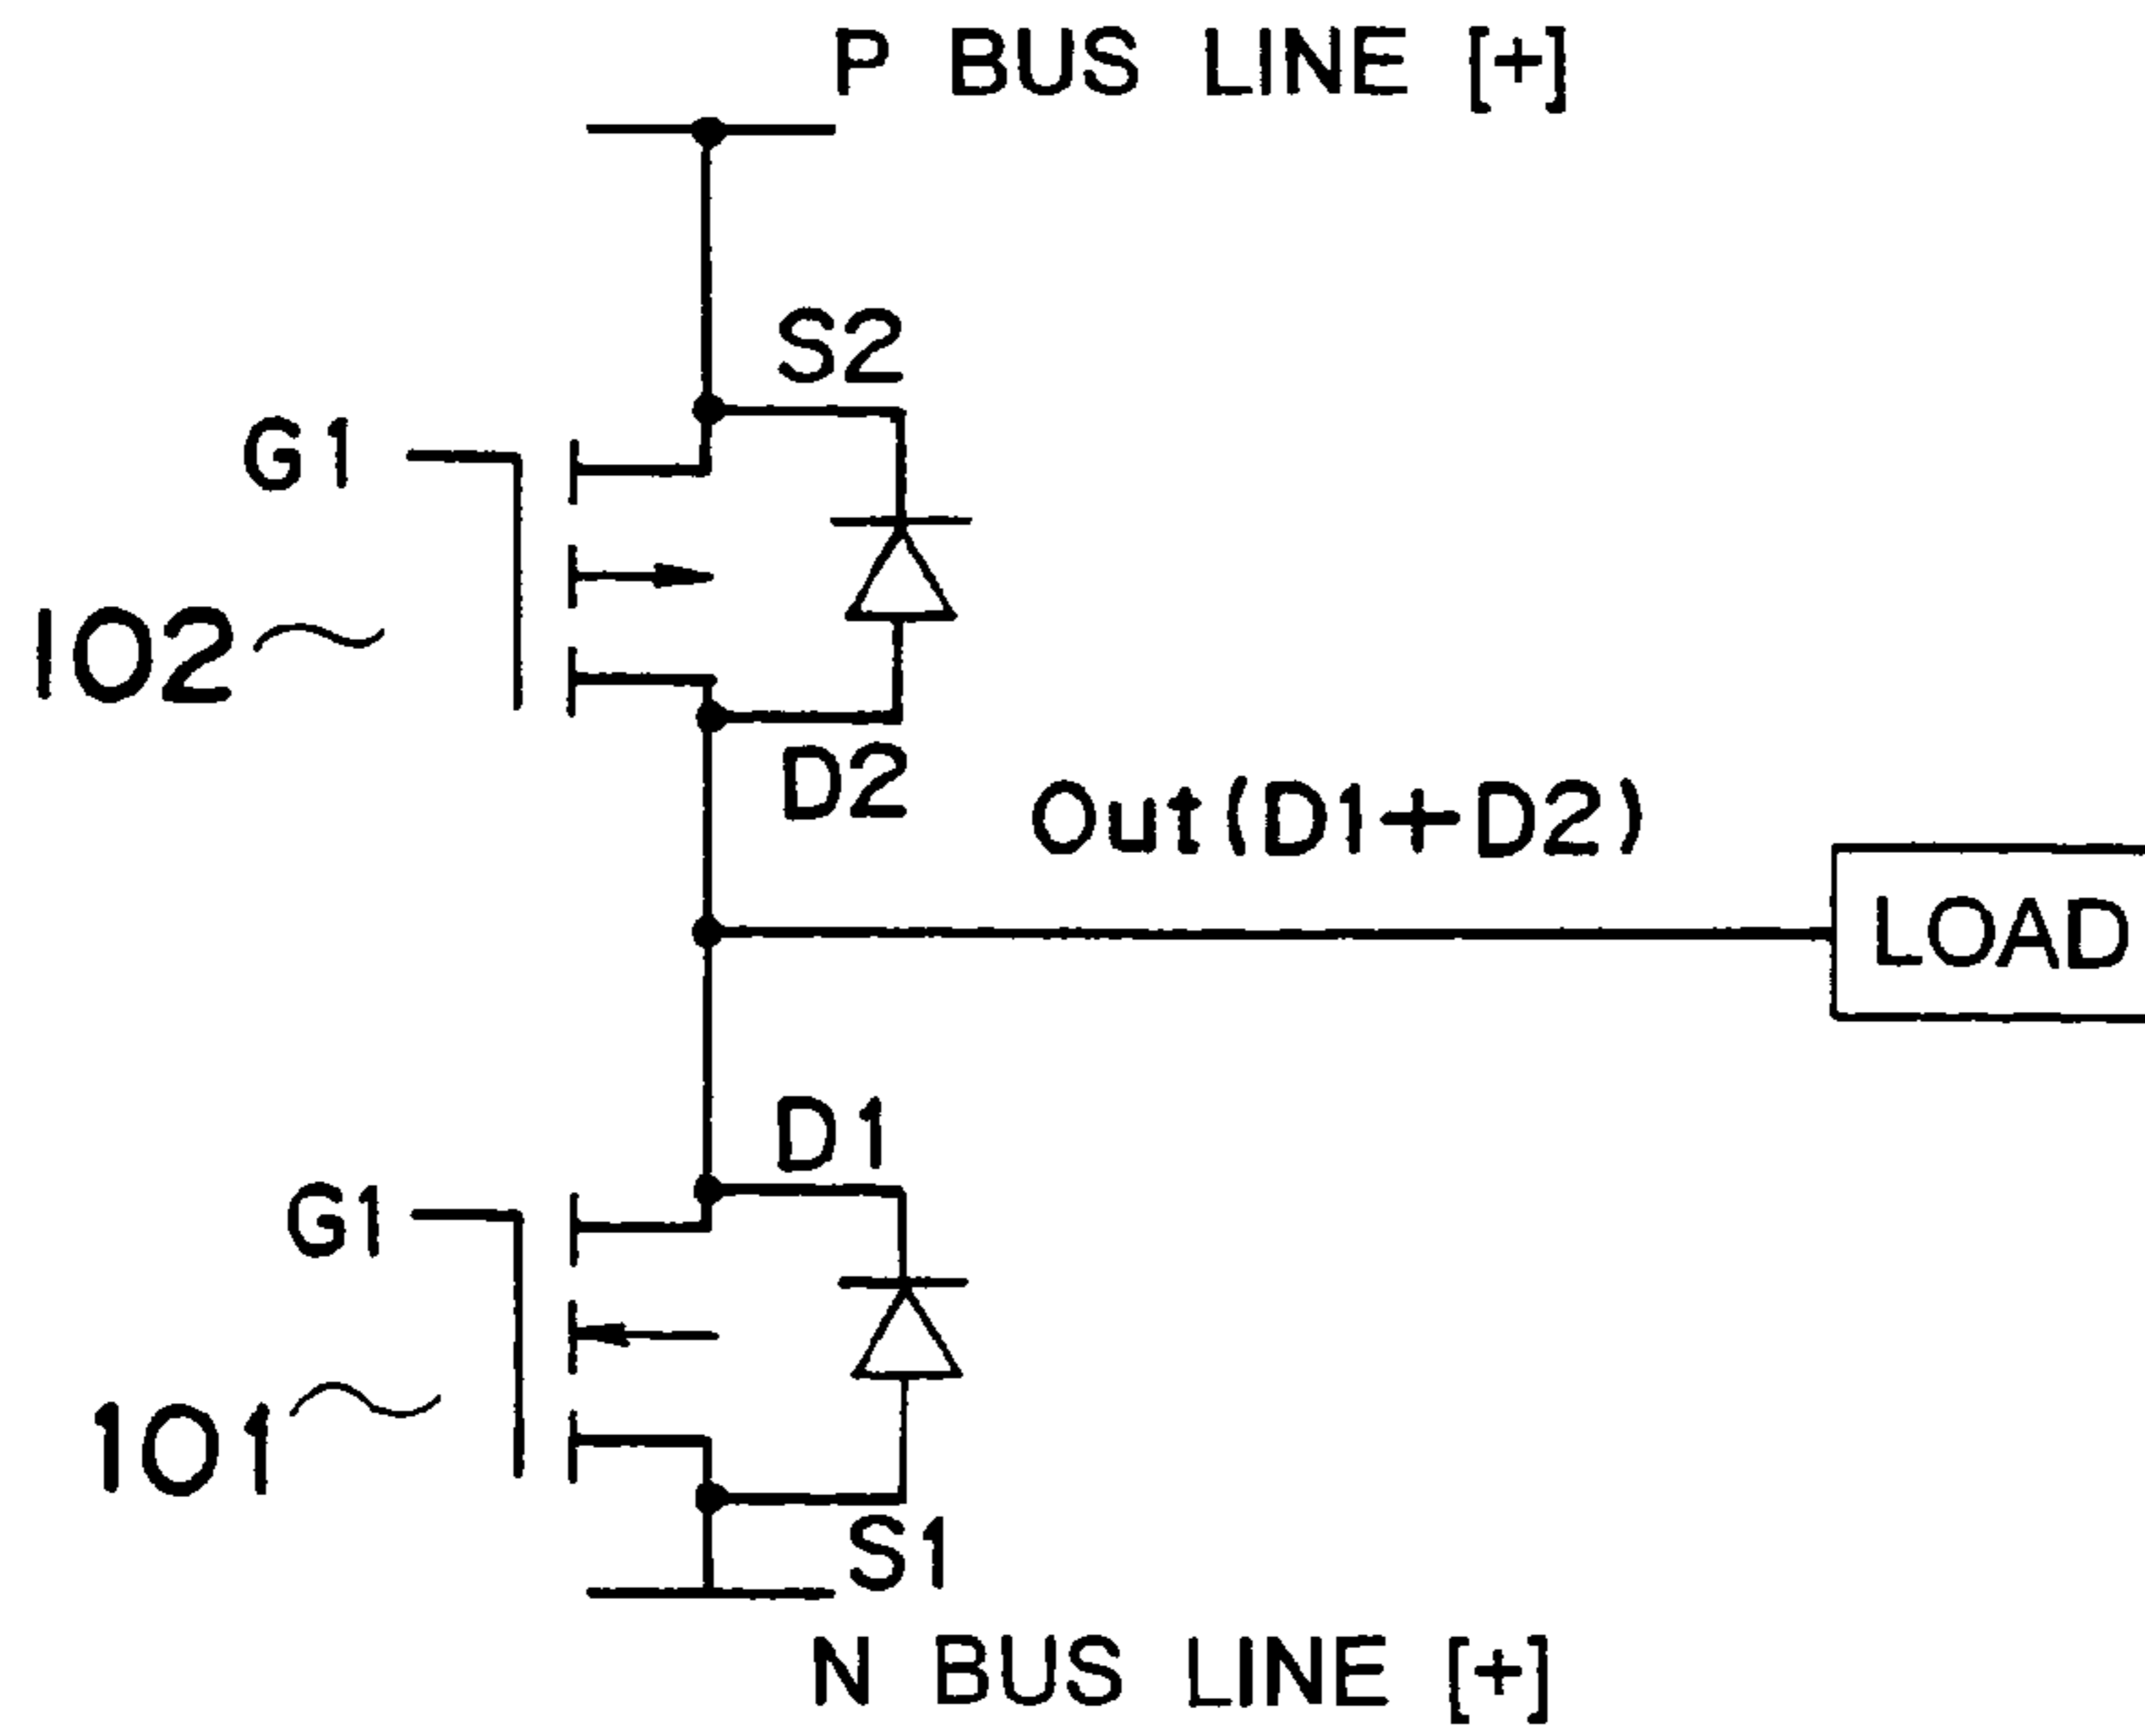 P BUS LINE [+]
S2
G1
102
D2
Out(D1+D2)
LOAD
D1
G1
101
S1
N BUS LINE [+]